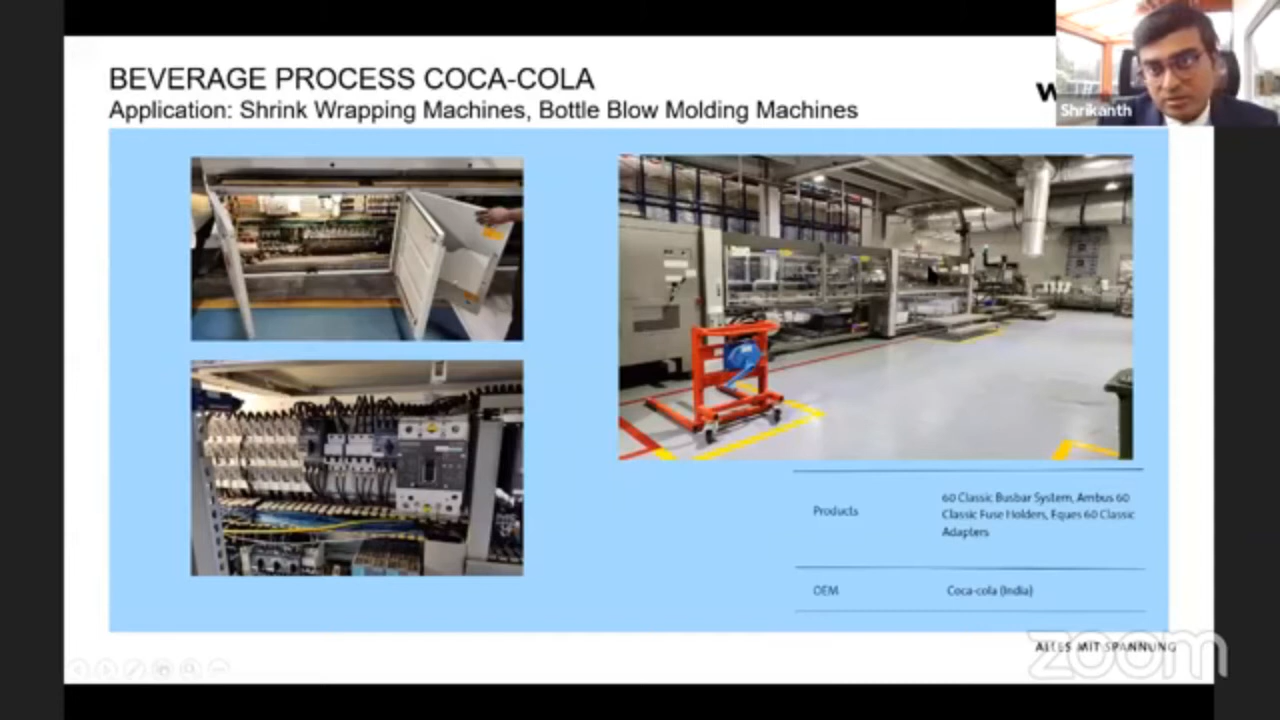 BEVERAGE PROCESS COCA-COLA
Application: Shrink Wrapping Machines, Bottle Blow Molding Machines
Shrikanth
Products
60 Classic Busbar System, Ambus 60
Classic Fuse Holders, Eques 60 Classic
Adapters
OEM
Coca-cola (India)
ALLES MIT SPANNUNG
zoom